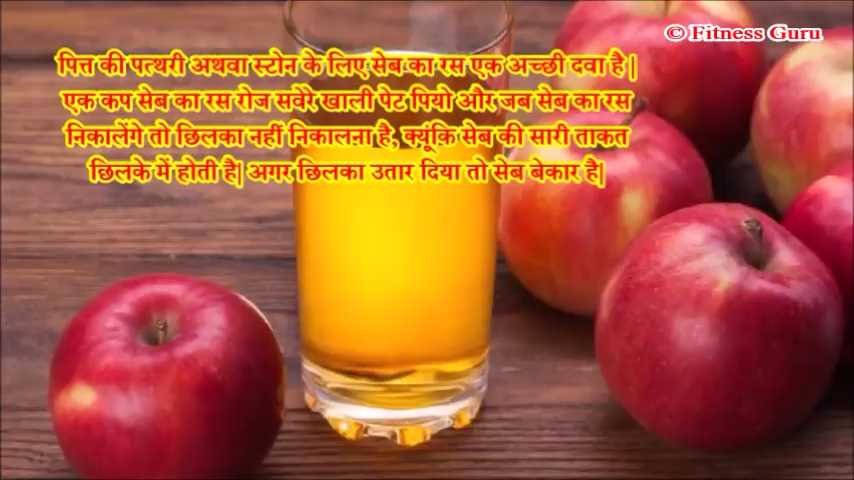 © Fitness Guru
पित्त की पत्थरी अथवा स्टोन के लिए सेब का रस एक अच्छी दवा है |
एक कप सेब का रस रोज सवेरे खाली पेट पियो और जब सेब का रस
निकालेंगे तो छिलका नहीं निकालना है, क्यूंकि सेब की सारी ताकत
छिलके में होती है| अगर छिलका उतार दिया तो सेब बेकार है|